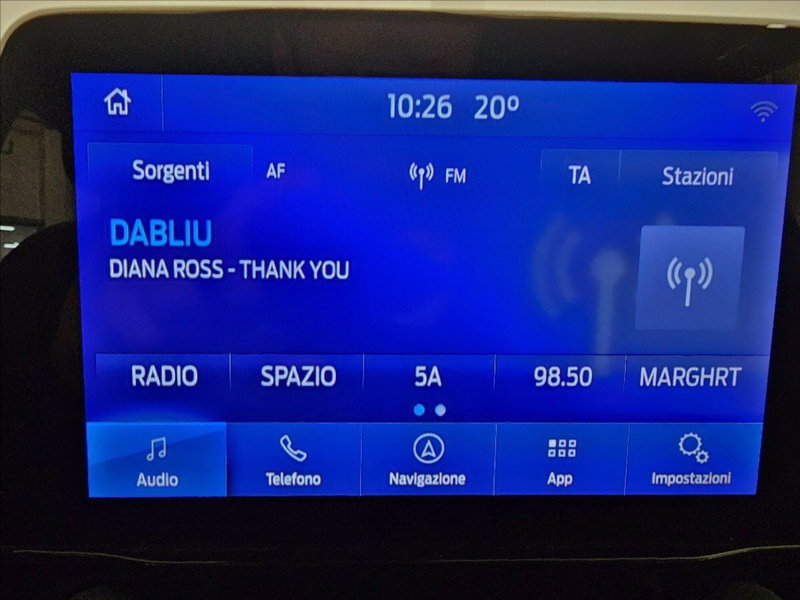 10:26 20º
Sorgenti AF FM TA Stazioni
DABLIU
DIANA ROSS - THANK YOU
RADIO SPAZIO 5A 98.50 MARGHRT
Audio Telefono Navigazione App Impostazioni